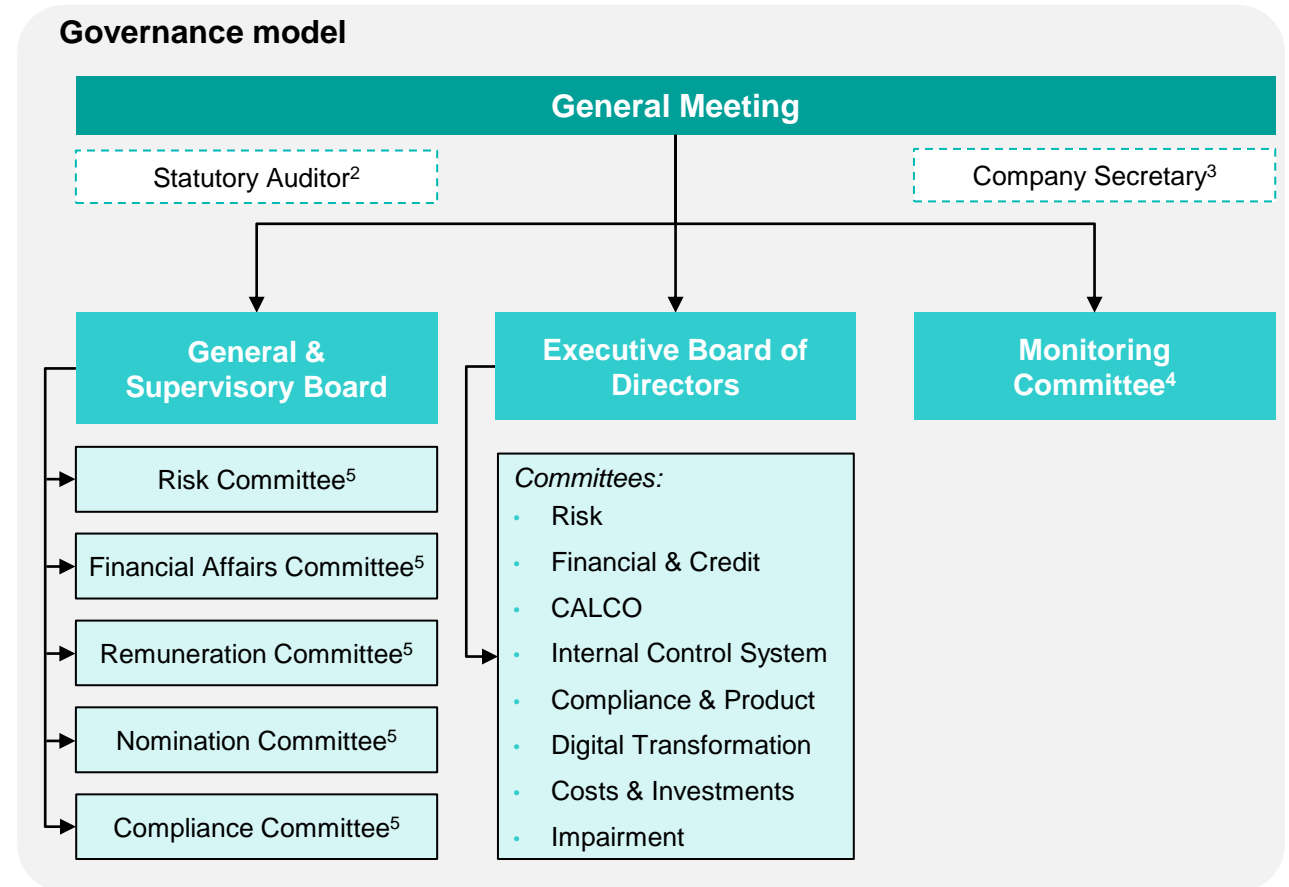 Governance model
General Meeting
Statutory Auditor²
Company Secretary³
General &
Supervisory Board
Executive Board of
Directors
Monitoring
Committee⁴
Risk Committee⁵
Financial Affairs Committee⁵
Remuneration Committee⁵
Nomination Committee⁵
Compliance Committee⁵
Committees:
• Risk
• Financial & Credit
• CALCO
• Internal Control System
• Compliance & Product
• Digital Transformation
• Costs & Investments
• Impairment